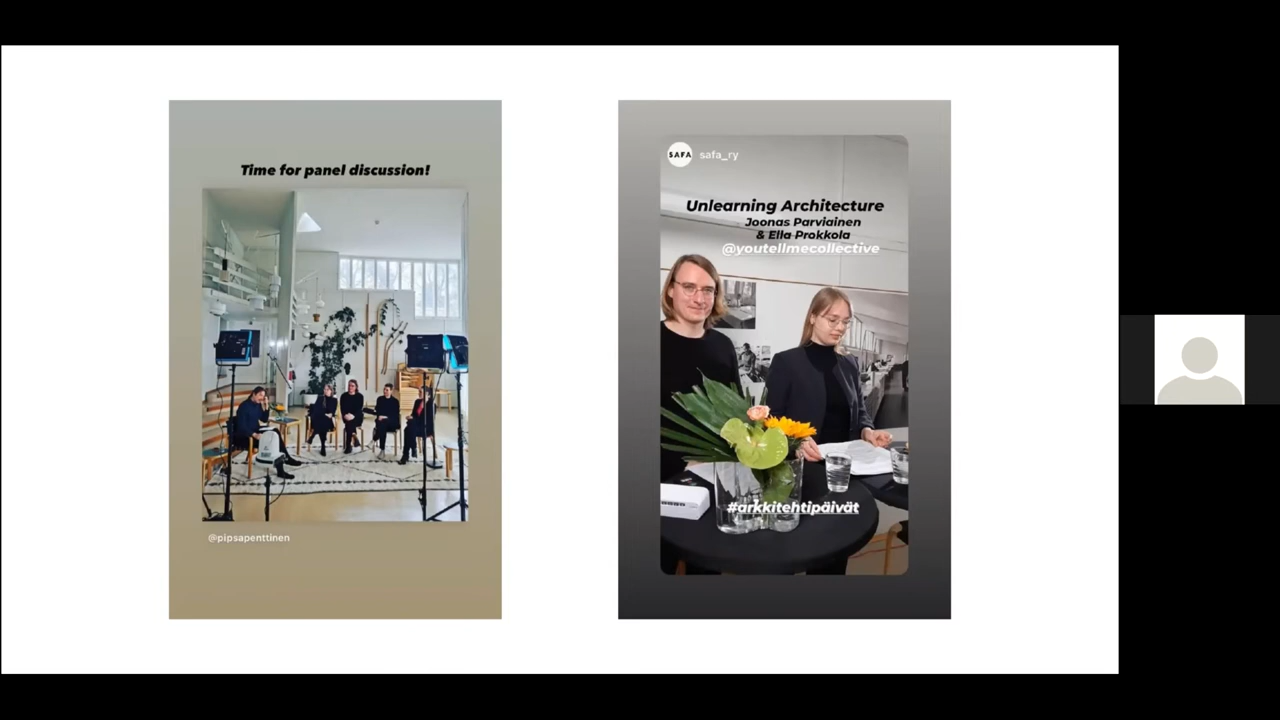 Time for panel discussion!
@pipsapenttinen
SAFA safa_ry
Unlearning Architecture
Joonas Parviainen
& Ella Prokkola
@youtellmecollective
#arkkitehtipäivät